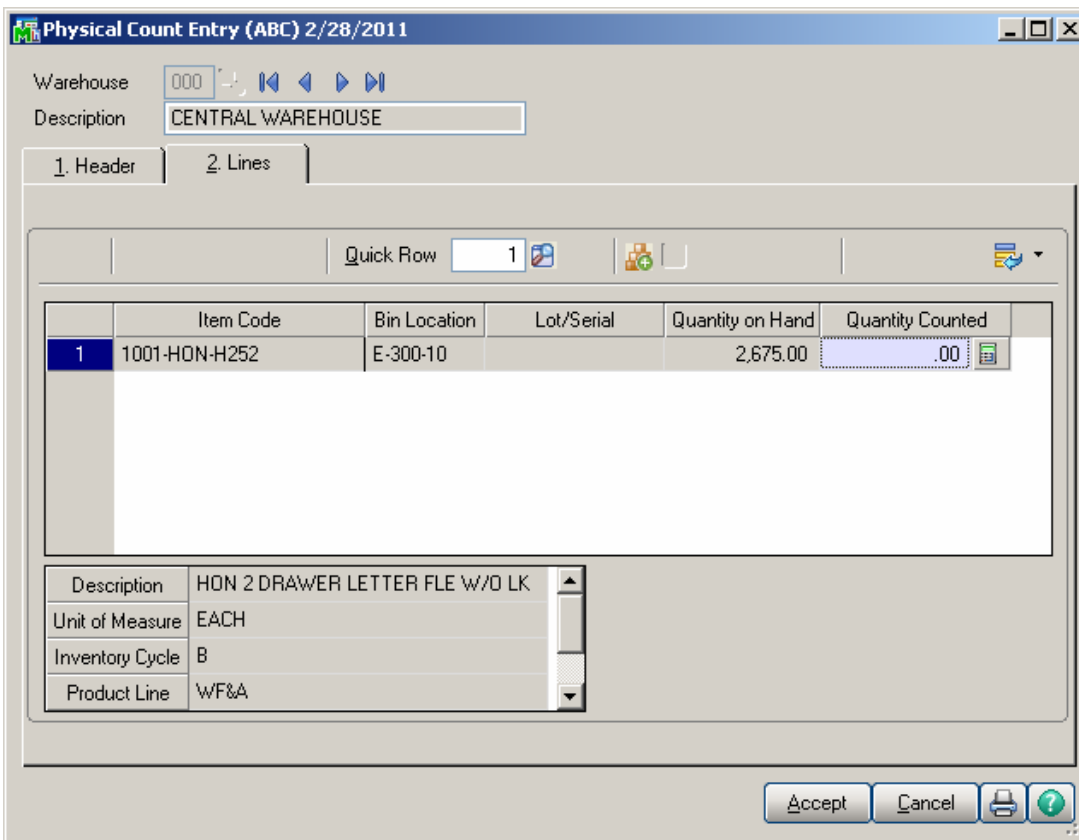 Physical Count Entry (ABC) 2/28/2011
Warehouse 000
Description CENTRAL WAREHOUSE
1. Header 2. Lines
Quick Row 1
Item Code Bin Location Lot/Serial Quantity on Hand Quantity Counted
1 1001-HON-H252 E-300-10 2,675.00 .00
Description HON 2 DRAWER LETTER FLE W/O LK
Unit of Measure EACH
Inventory Cycle B
Product Line WF&A
Accept Cancel